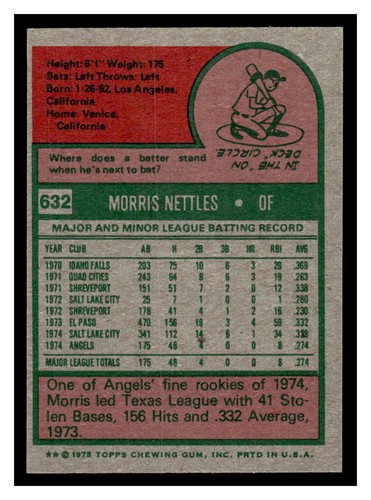 Height: 6'1" Weight: 175
Bats: Left Throws: Left
Born: 1-26-52, Los Angeles,
California
Home: Venice,
California
IN THE "ON
DECK" CIRCLE.
Where does a batter stand
when he's next to bat?
632 MORRIS NETTLES • OF
MAJOR AND MINOR LEAGUE BATTING RECORD
YEAR CLUB AB H 2B 3B HR RBI AVG
1970 IDAHO FALLS 203 75 10 6 3 29 .369
1971 QUAD CITIES 243 64 9 6 3 19 .263
1971 SHREVEPORT 151 51 7 5 2 12 .338
1972 SALT LAKE CITY 25 7 1 0 0 2
1972 SHREVEPORT 178 41 4 2 2 16 .230
1973 EL PASO 470 156 19 3 4 59 .332
1974 SALT LAKE CITY 334 112 14 8 6 34
1974 ANGELS 175 48 4 0 0 8 .274
MAJOR LEAGUE TOTALS 175 48 4 0 0 8 .274
One of Angels' fine rookies of 1974,
Morris led Texas League with 41 Sto-
len Bases, 156 Hits and .332 Average,
1973.
** © 1975 TOPPS CHEWING GUM, INC. PRTD IN U.S.A.